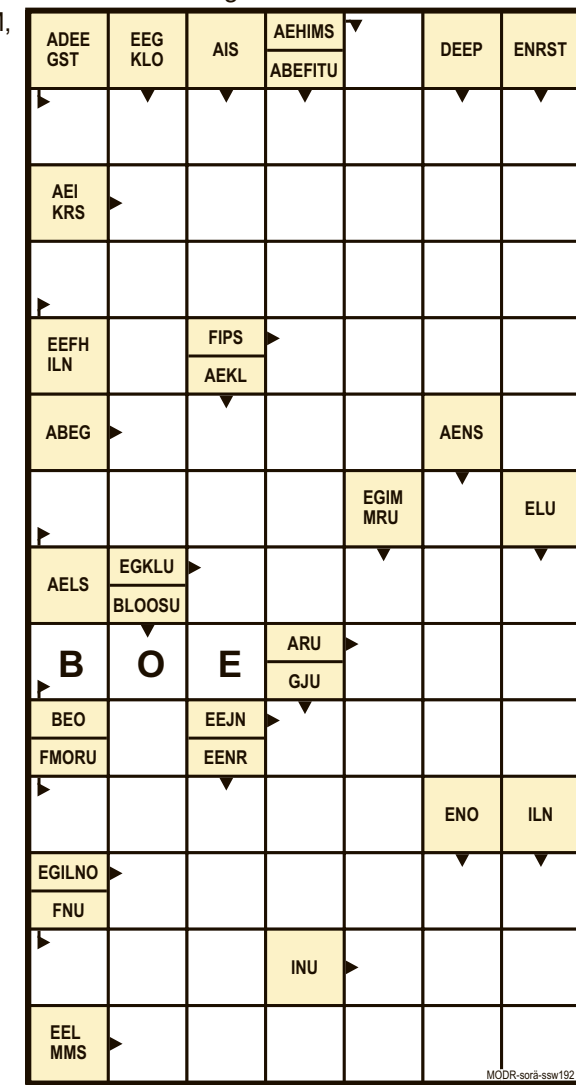 ADEE
GST
EEG
KLO
AIS
AEHIMS
ABEFITU
DEEP
ENRST
AEI
KRS
EEFH
ILN
FIPS
AEKL
ABEG
AENS
EGIM
MRU
ELU
AELS
EGKLU
BLOOSU
B O E
ARU
GJU
BEO
FMORU
EEJN
EENR
ENO
ILN
EGILNO
FNU
INU
EEL
MMS
MODR-sorä-ssw192